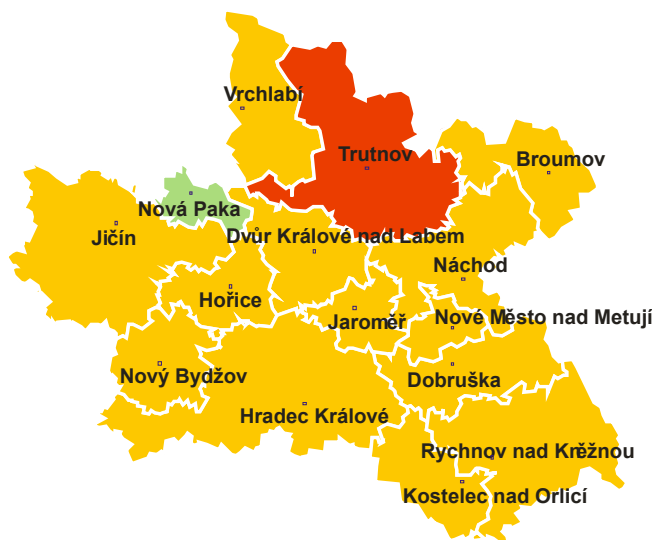 Vrchlabí
Trutnov
Broumov
Nová Paka
Jičín
Dvůr Králové nad Labem
Náchod
Hořice
Jaroměř
Nové Město nad Metují
Nový Bydžov
Dobruška
Hradec Králové
Rychnov nad Kněžnou
Kostelec nad Orlicí